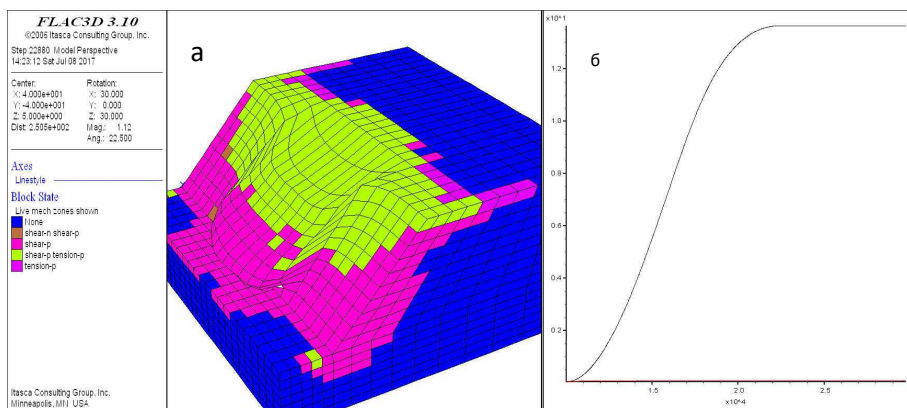 FLAC3D 3.10
©2006 Itasca Consulting Group, Inc.
Step 22880 Model Perspective
14:23:12 Sat Jul 08 2017
Center:
X: 4.000e+001
Y: -4.000e+001
Z: 5.000e+000
Dist: 2.505e+002
Rotation:
X: 30.000
Y: 0.000
Z: 30.000
Mag.: 1.12
Ang.: 22.500
Axes
Linestyle
Block State
Live mech zones shown
None
shear-n shear-p
shear-p
shear-p tension-p
tension-p
Itasca Consulting Group, Inc.
Minneapolis, MN USA
а
б
x10^1
1.2
1.0
0.8
0.6
0.4
0.2
1.5
2.0
2.5
x10^4